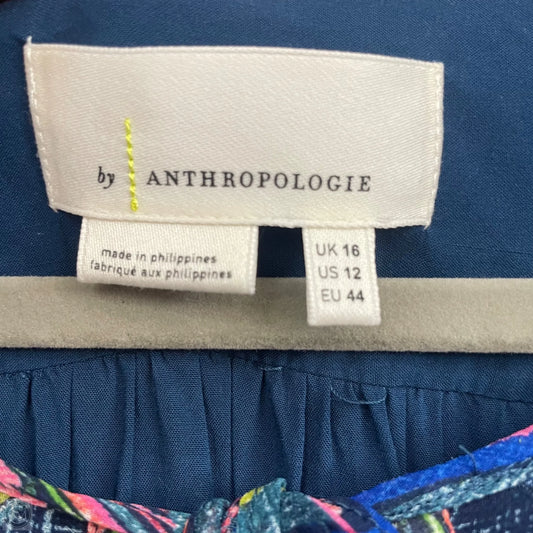 by ANTHROPOLOGIE
made in philippines
fabriqué aux philippines
UK 16
US 12
EU 44